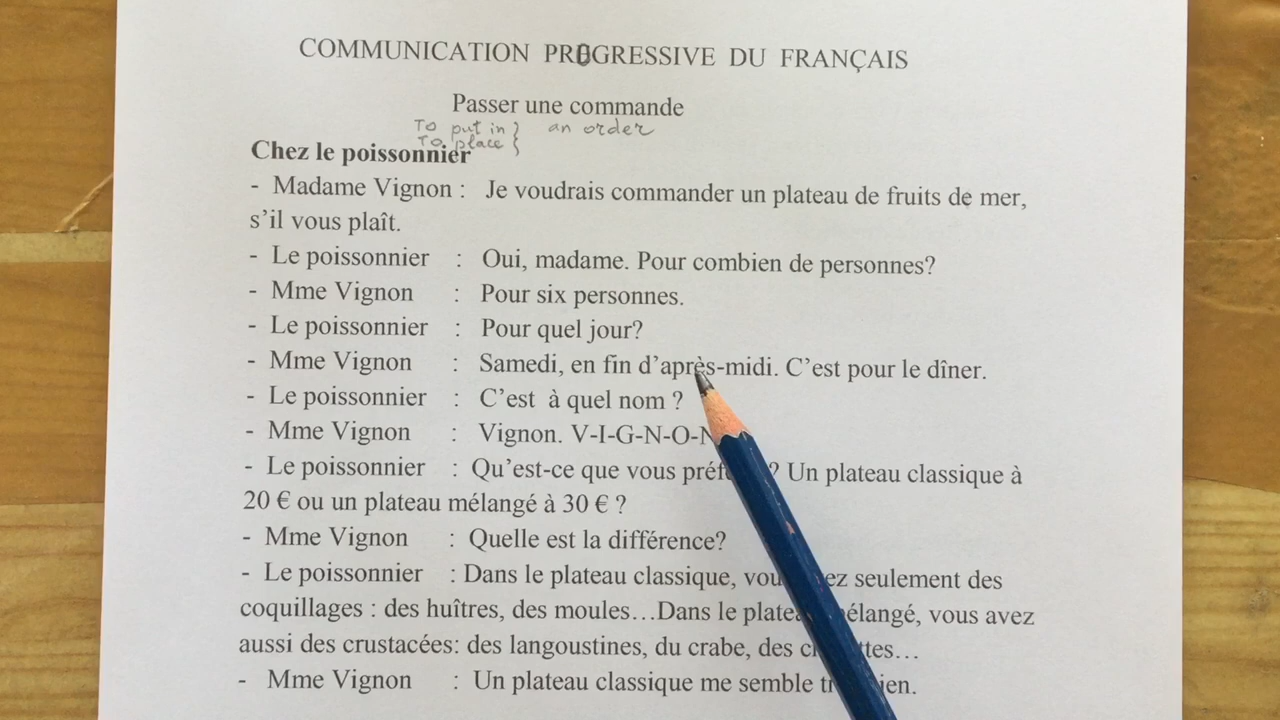 COMMUNICATION PROGRESSIVE DU FRANÇAIS
Passer une commande
To put in } an order
To place }
Chez le poissonnier
- Madame Vignon : Je voudrais commander un plateau de fruits de mer,
s'il vous plaît.
- Le poissonnier : Oui, madame. Pour combien de personnes?
- Mme Vignon : Pour six personnes.
- Le poissonnier : Pour quel jour?
- Mme Vignon : Samedi, en fin d'après-midi. C'est pour le dîner.
- Le poissonnier : C'est à quel nom ?
- Mme Vignon : Vignon. V-I-G-N-O-N
- Le poissonnier : Qu'est-ce que vous ? Un plateau classique à
20 € ou un plateau mélangé à 30 € ?
- Mme Vignon : Quelle est la différence?
- Le poissonnier : Dans le plateau classique, seulement des
coquillages : des huîtres, des moules…Dans le plateau mélangé, vous avez
aussi des crustacées: des langoustines, du crabe, des
- Mme Vignon : Un plateau classique me semble